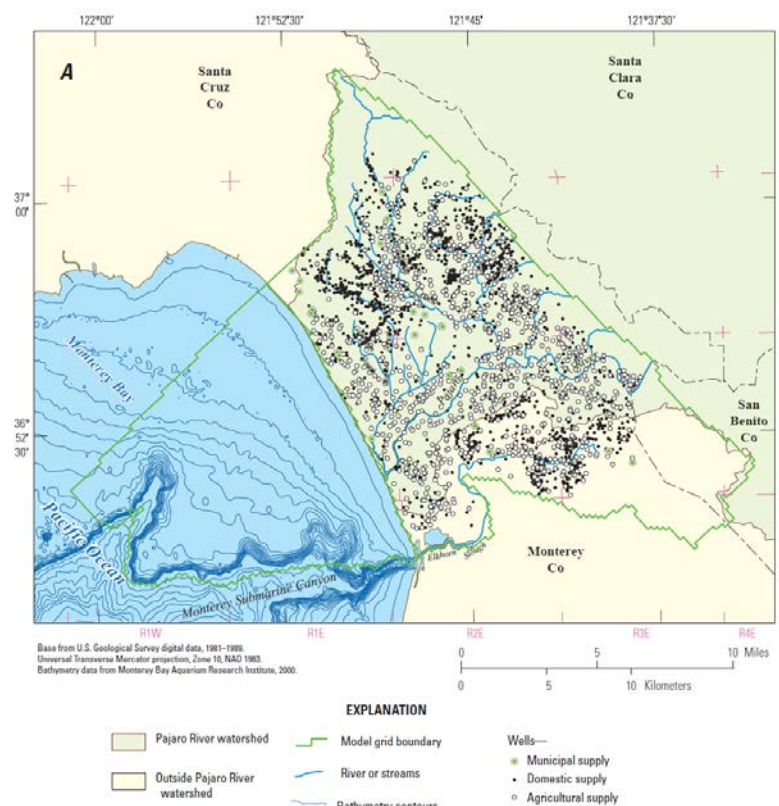 122°00'
121°52'30"
121°45'
121°37'30"
A
Santa
Cruz
Co
Santa
Clara
Co
37°
00'
Monterey Bay
36°
52'
30"
San
Benito
Co
Pacific Ocean
Elkhorn Slough
Monterey
Co
Monterey Submarine Canyon
R1W
R1E
R2E
R3E
R4E
Base from U.S. Geological Survey digital data, 1981–1989.
Universal Transverse Mercator projection, Zone 10, NAD 1983.
Bathymetry data from Monterey Bay Aquarium Research Institute, 2000.
0 5 10 Miles
0 5 10 Kilometers
EXPLANATION
Pajaro River watershed
Outside Pajaro River
watershed
Model grid boundary
River or streams
Bathymetry contours
Wells—
Municipal supply
Domestic supply
Agricultural supply